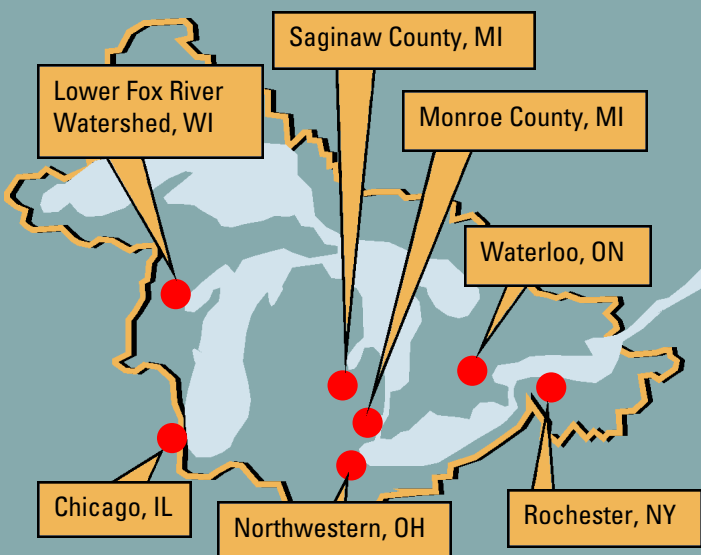 Saginaw County, MI
Lower Fox River
Watershed, WI
Monroe County, MI
Waterloo, ON
Chicago, IL
Northwestern, OH
Rochester, NY